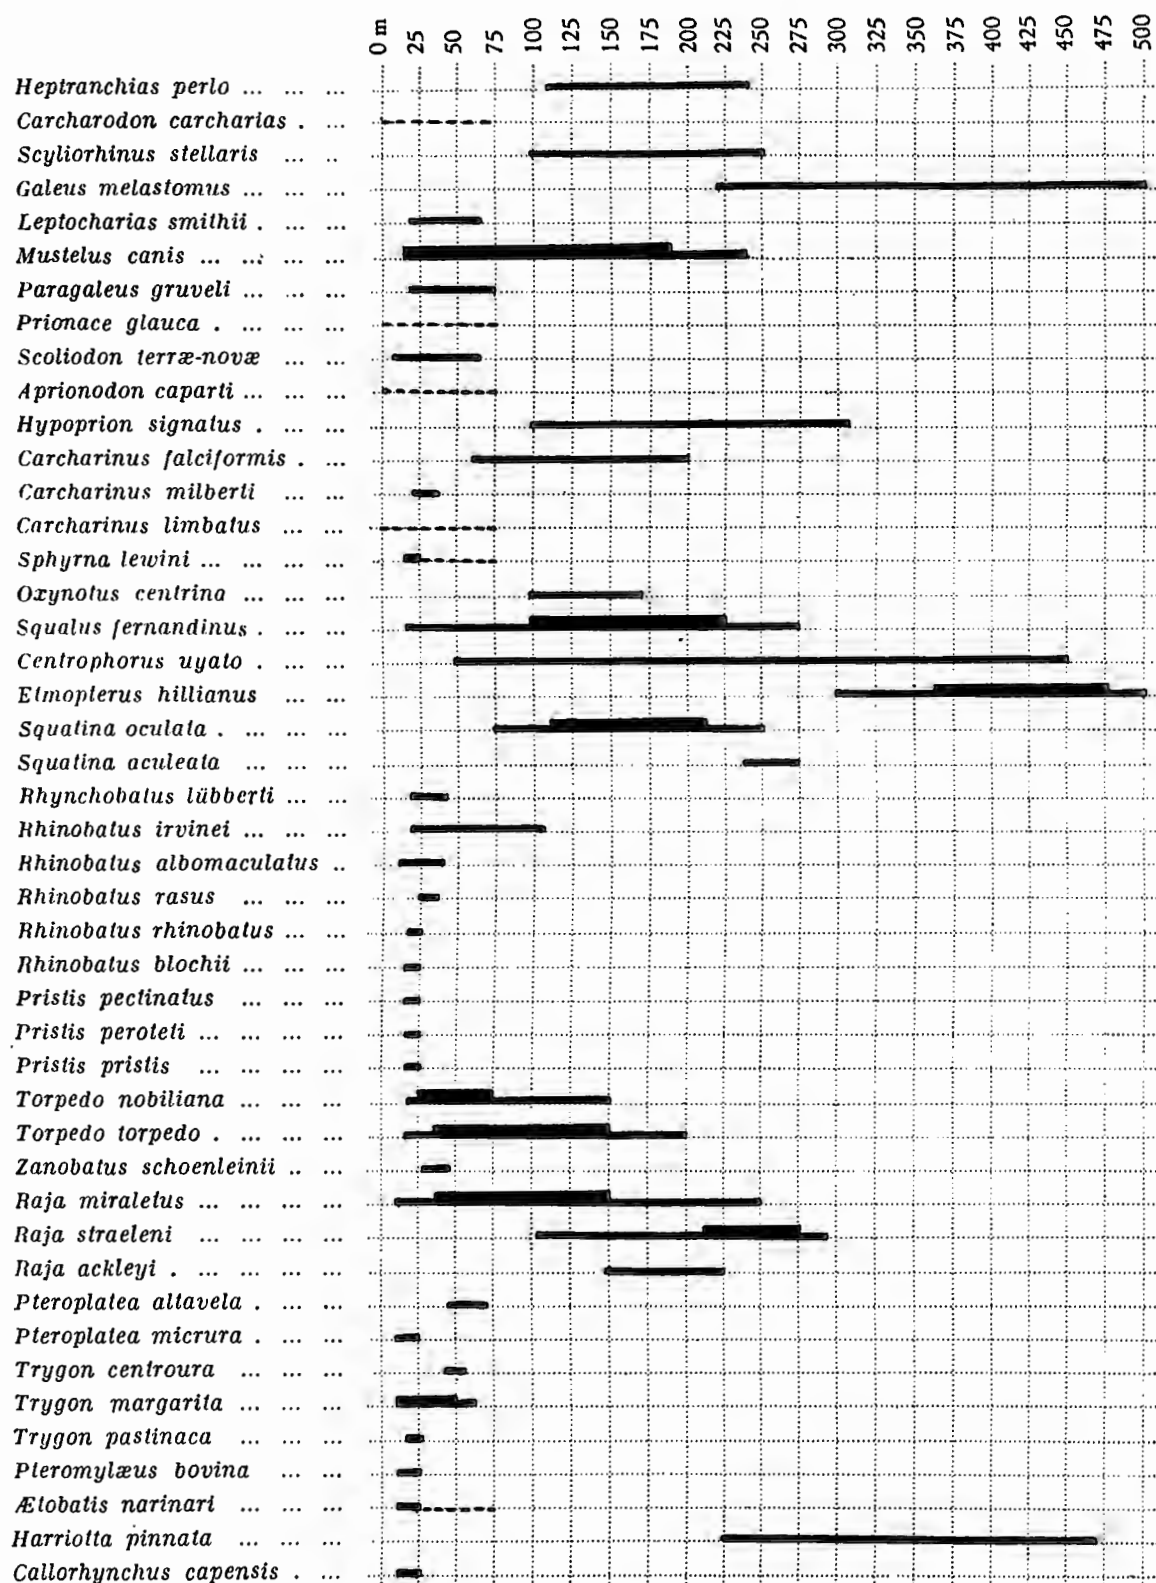 0 m 25 50 75 100 125 150 175 200 225 250 275 300 325 350 375 400 425 450 475 500
Heptranchias perlo ... ... ...
Carcharodon carcharias . ...
Scyliorhinus stellaris ... ..
Galeus melastomus ... ... ...
Leptocharias smithii . ... ...
Mustelus canis ... ... ... ...
Paragaleus gruveli ... ... ...
Prionace glauca . ... ... ...
Scoliodon terræ-novæ ... ...
Aprionodon caparti ... ... ...
Hypoprion signatus . ... ...
Carcharinus falciformis . ...
Carcharinus milberti ... ...
Carcharinus limbatus ... ...
Sphyrna lewini ... ... ... ...
Oxynotus centrina ... ... ...
Squalus fernandinus . ... ...
Centrophorus uyato . ... ...
Etmopterus hillianus ... ...
Squatina oculata . ... ... ...
Squatina aculeata ... ... ...
Rhynchobatus lübberti ... ...
Rhinobatus irvinei ... ... ...
Rhinobatus albomaculatus ..
Rhinobatus rasus ... ... ...
Rhinobatus rhinobatus ... ...
Rhinobatus blochii ... ... ...
Pristis pectinatus ... ... ...
Pristis peroteti ... ... ... ...
Pristis pristis ... ... ... ...
Torpedo nobiliana ... ... ...
Torpedo torpedo . ... ... ...
Zanobatus schoenleinii .. ...
Raja miraletus ... ... ... ...
Raja straeleni ... ... ... ...
Raja ackleyi . ... ... ... ...
Pteroplatea altavela . ... ...
Pteroplatea micrura . ... ...
Trygon centroura ... ... ...
Trygon margarita ... ... ...
Trygon pastinaca ... ... ...
Pteromylæus bovina ... ...
Ætobatis narinari ... ... ...
Harriotta pinnata ... ... ...
Callorhynchus capensis . ...